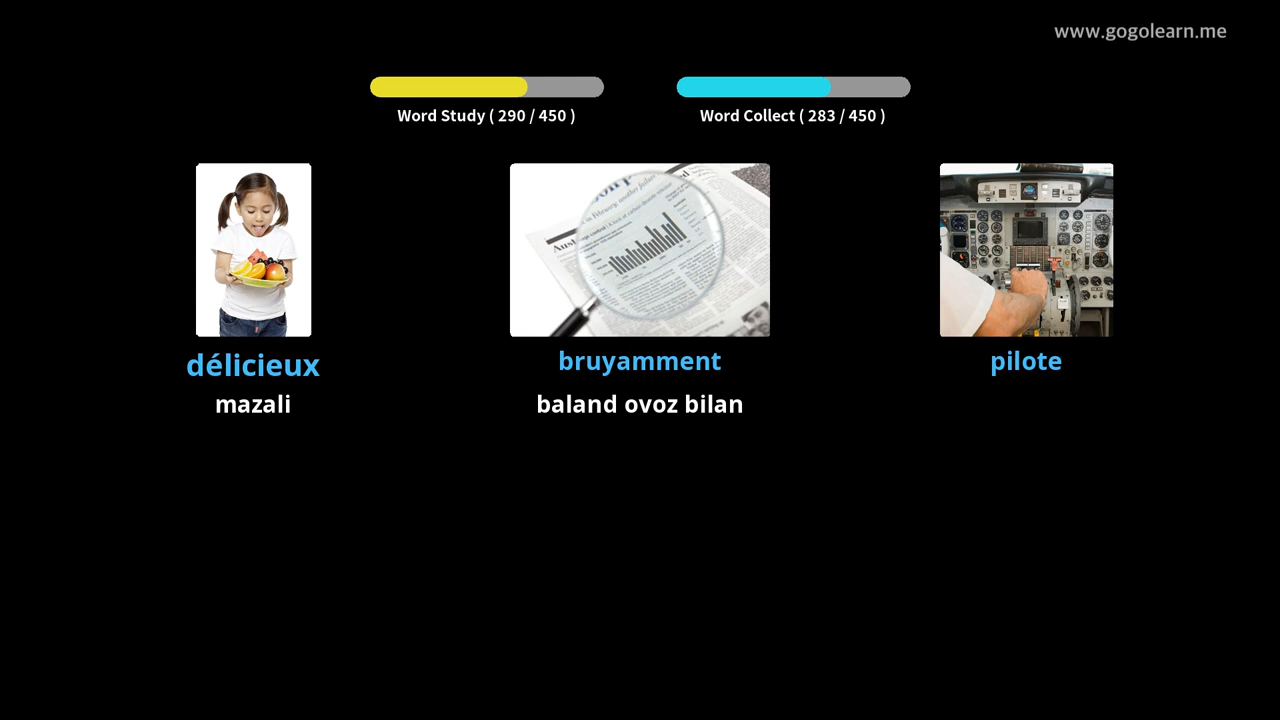 www.gogolearn.me
Word Study ( 290 / 450 )
Word Collect ( 283 / 450 )
délicieux
bruyamment
pilote
mazali
baland ovoz bilan